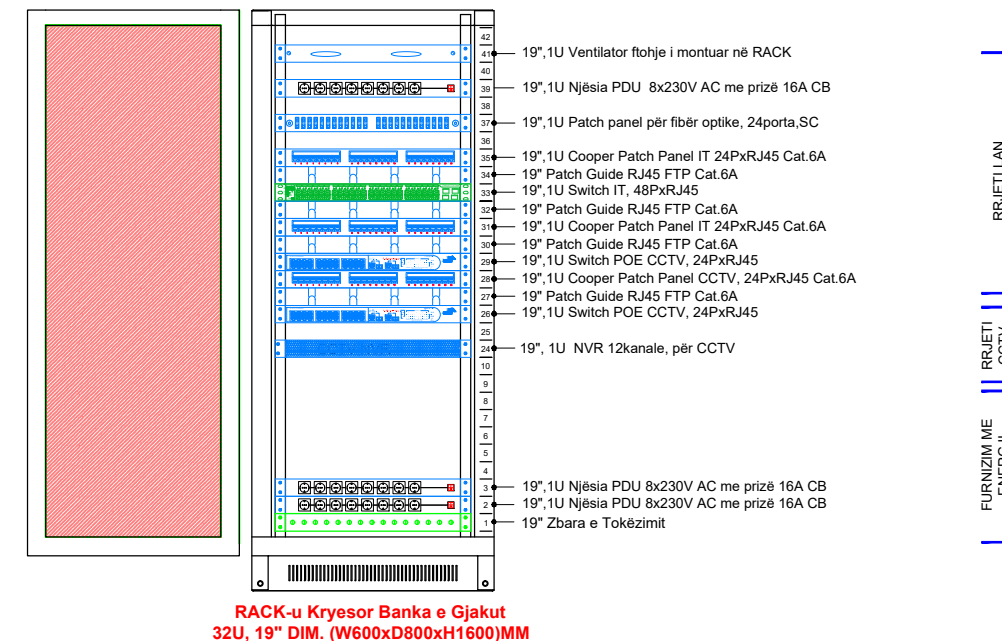 42
41 19",1U Ventilator ftohje i montuar në RACK
40
39 19",1U Njësia PDU 8x230V AC me prizë 16A CB
38
37 19",1U Patch panel për fibër optike, 24porta,SC
36
35 19",1U Cooper Patch Panel IT 24PxRJ45 Cat.6A
34 19" Patch Guide RJ45 FTP Cat.6A
33 19",1U Switch IT, 48PxRJ45
32 19" Patch Guide RJ45 FTP Cat.6A
31 19",1U Cooper Patch Panel IT 24PxRJ45 Cat.6A
30 19" Patch Guide RJ45 FTP Cat.6A
29 19",1U Switch POE CCTV, 24PxRJ45
28 19",1U Cooper Patch Panel CCTV, 24PxRJ45 Cat.6A
27 19" Patch Guide RJ45 FTP Cat.6A
26 19",1U Switch POE CCTV, 24PxRJ45
25
24 19", 1U NVR 12kanale, për CCTV
10
9
8
7
6
5
4
3 19",1U Njësia PDU 8x230V AC me prizë 16A CB
2 19",1U Njësia PDU 8x230V AC me prizë 16A CB
1 19" Zbara e Tokëzimit
RRJETI LAN
RRJETI
CCTV
FURNIZIM ME
ENERGJI
RACK-u Kryesor Banka e Gjakut
32U, 19" DIM. (W600xD800xH1600)MM